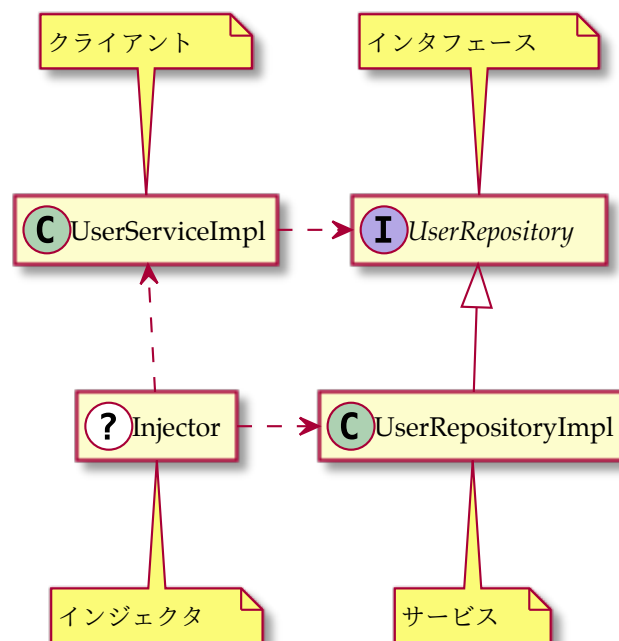 クライアント
インタフェース
C UserServiceImpl
I UserRepository
? Injector
C UserRepositoryImpl
インジェクタ
サービス